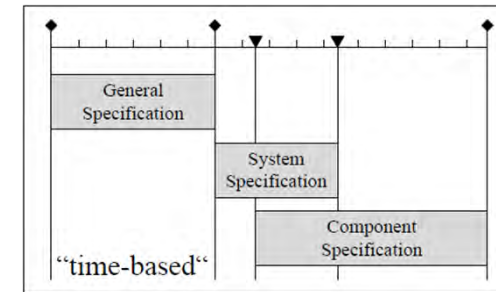 General
Specification
System
Specification
Component
Specification
“time-based“